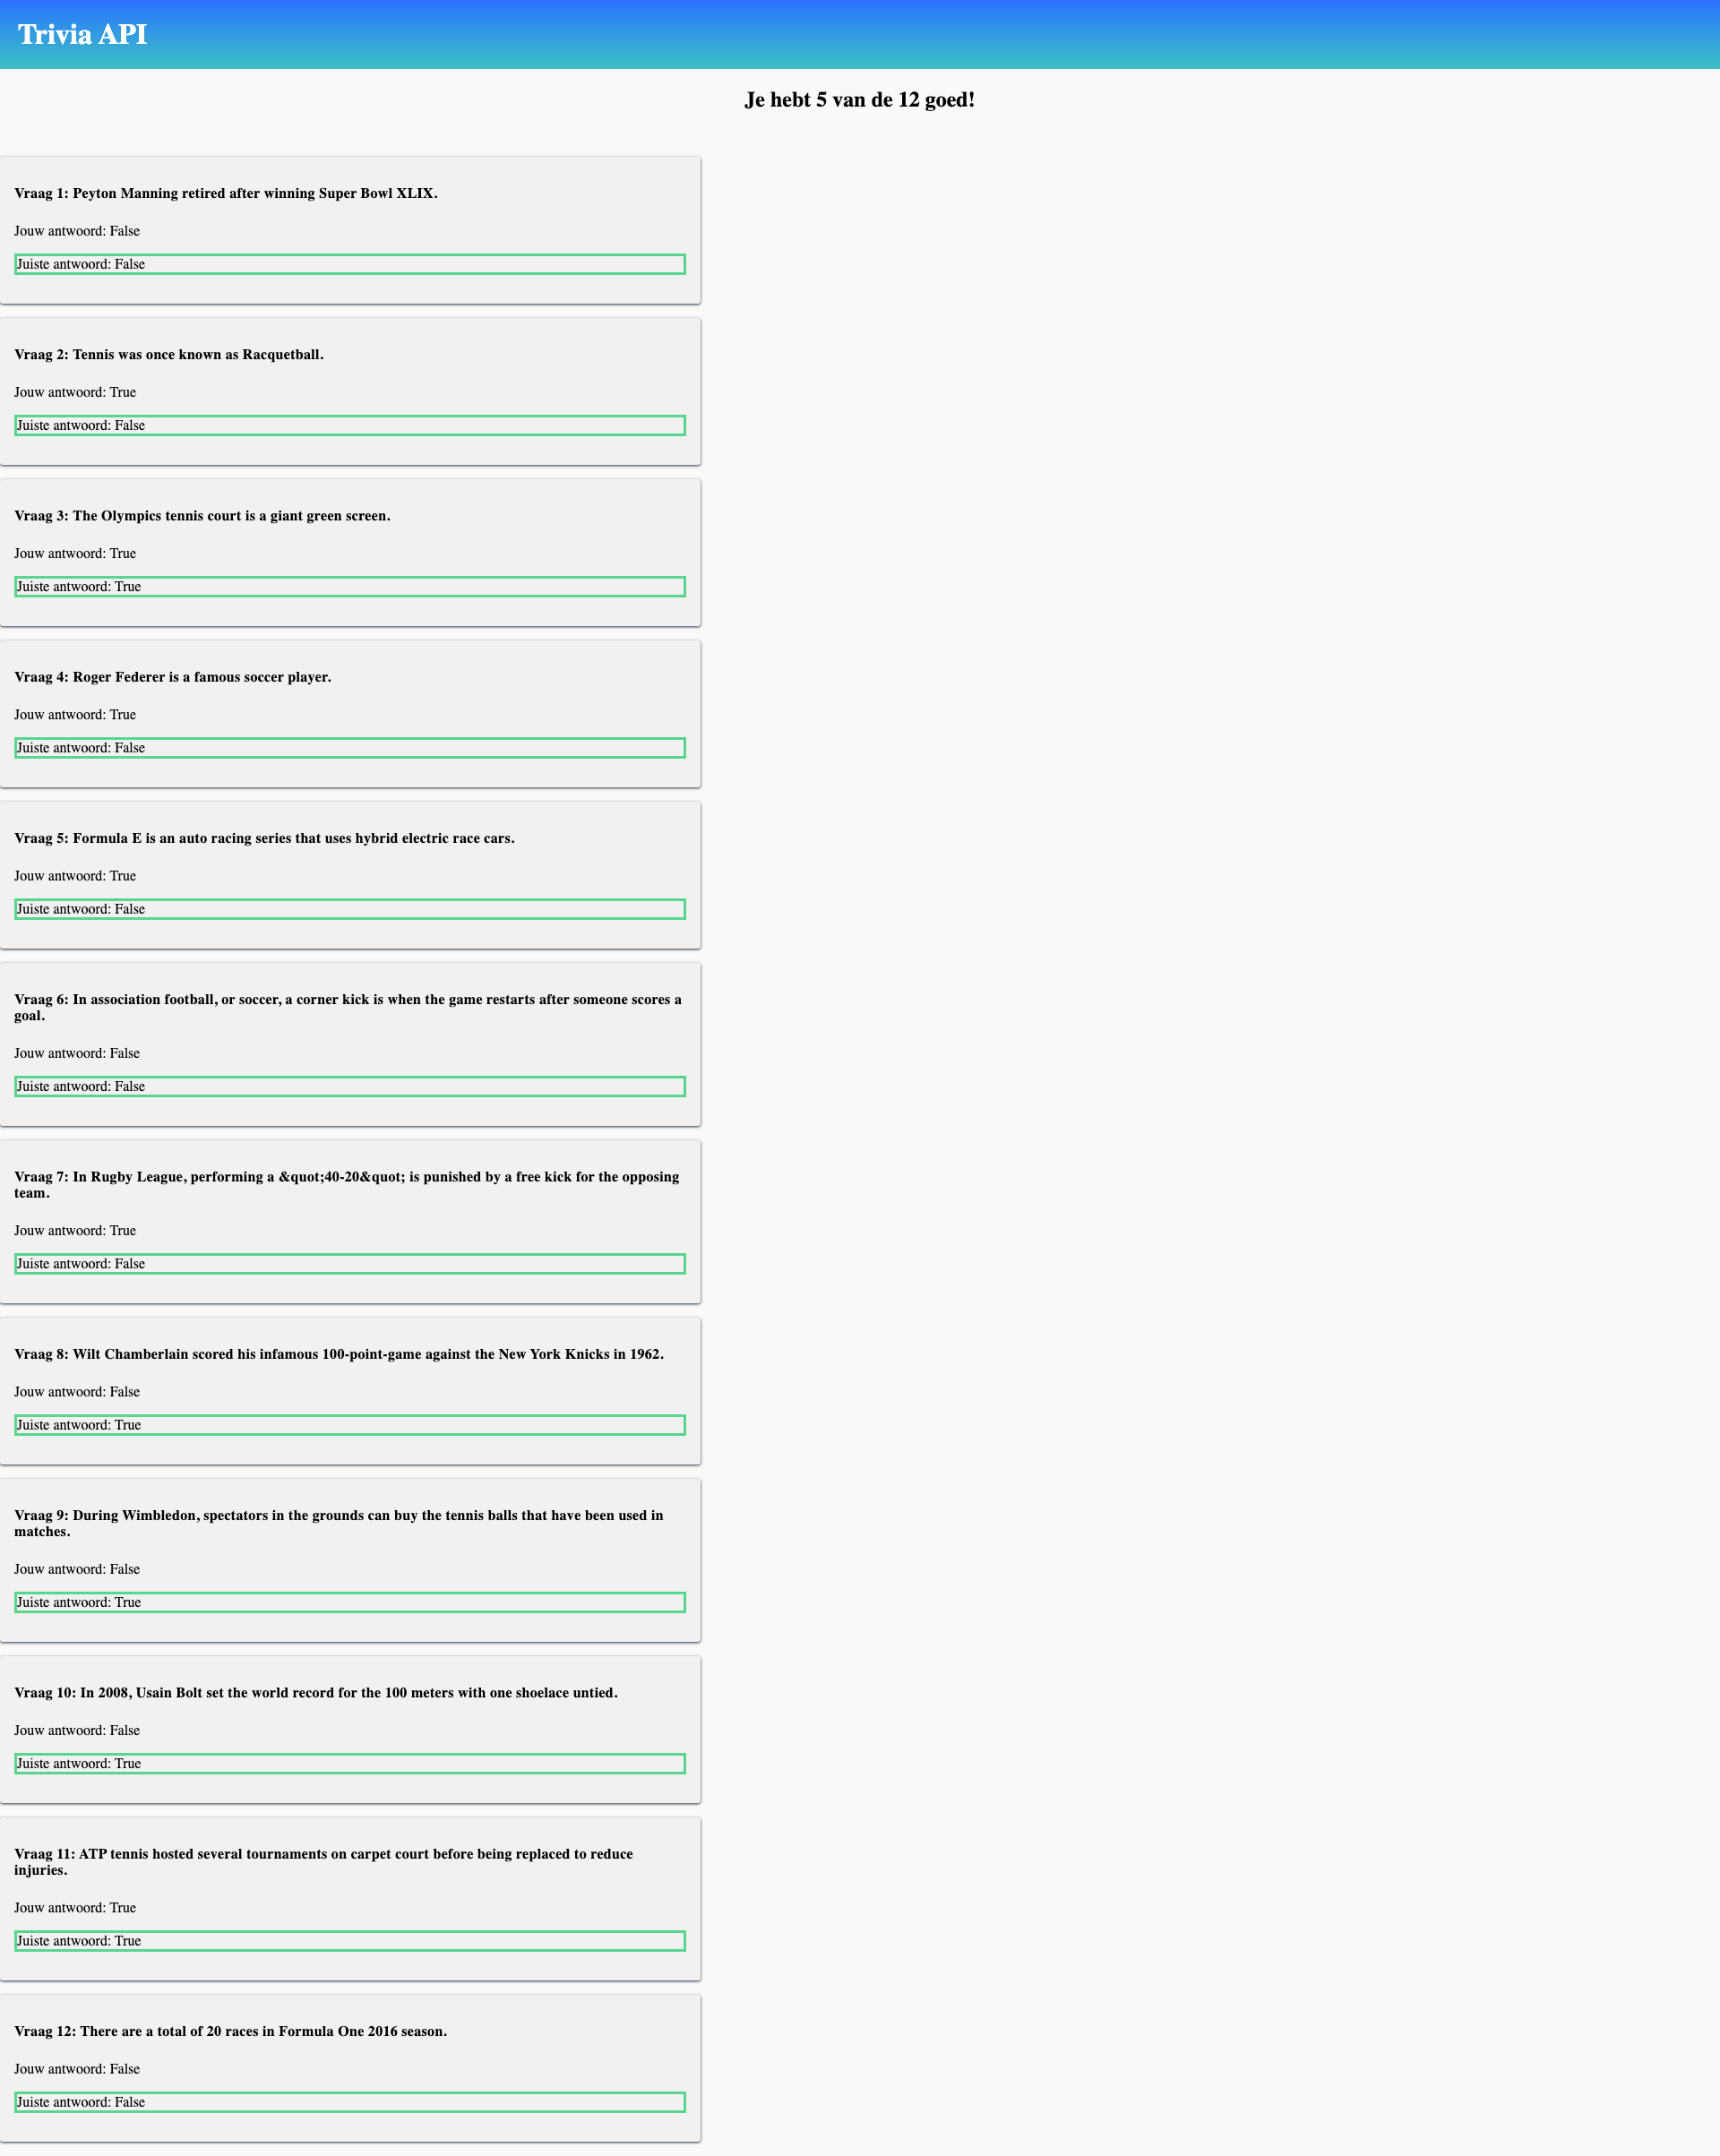 Trivia API
Je hebt 5 van de 12 goed!
Vraag 1: Peyton Manning retired after winning Super Bowl XLIX.
Jouw antwoord: False
Juiste antwoord: False
Vraag 2: Tennis was once known as Racquetball.
Jouw antwoord: True
Juiste antwoord: False
Vraag 3: The Olympics tennis court is a giant green screen.
Jouw antwoord: True
Juiste antwoord: True
Vraag 4: Roger Federer is a famous soccer player.
Jouw antwoord: True
Juiste antwoord: False
Vraag 5: Formula E is an auto racing series that uses hybrid electric race cars.
Jouw antwoord: True
Juiste antwoord: False
Vraag 6: In association football, or soccer, a corner kick is when the game restarts after someone scores a
goal.
Jouw antwoord: False
Juiste antwoord: False
Vraag 7: In Rugby League, performing a &quot;40-20&quot; is punished by a free kick for the opposing
team.
Jouw antwoord: True
Juiste antwoord: False
Vraag 8: Wilt Chamberlain scored his infamous 100-point-game against the New York Knicks in 1962.
Jouw antwoord: False
Juiste antwoord: True
Vraag 9: During Wimbledon, spectators in the grounds can buy the tennis balls that have been used in
matches.
Jouw antwoord: False
Juiste antwoord: True
Vraag 10: In 2008, Usain Bolt set the world record for the 100 meters with one shoelace untied.
Jouw antwoord: False
Juiste antwoord: True
Vraag 11: ATP tennis hosted several tournaments on carpet court before being replaced to reduce
injuries.
Jouw antwoord: True
Juiste antwoord: True
Vraag 12: There are a total of 20 races in Formula One 2016 season.
Jouw antwoord: False
Juiste antwoord: False